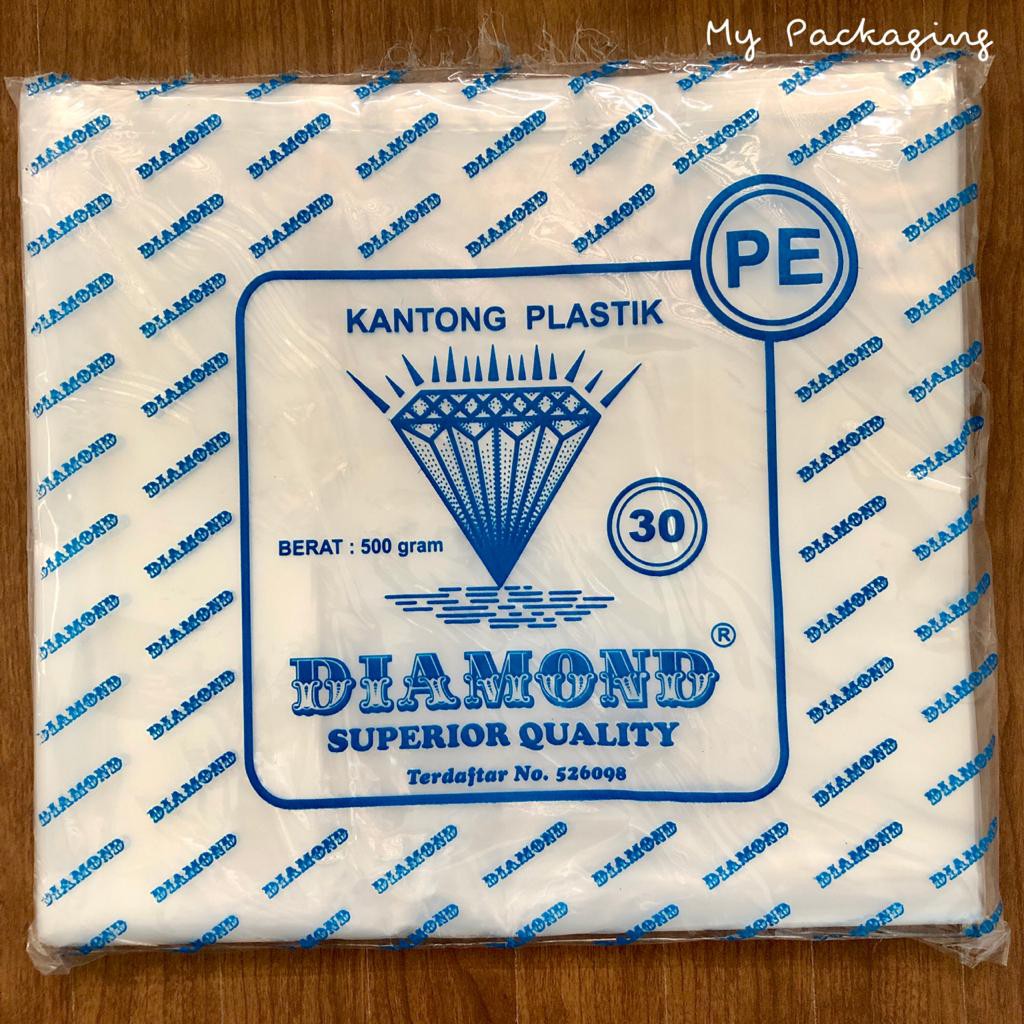 My Packaging
PE
KANTONG PLASTIK
BERAT : 500 gram
30
DIAMOND ®
SUPERIOR QUALITY
Terdaftar No. 526098